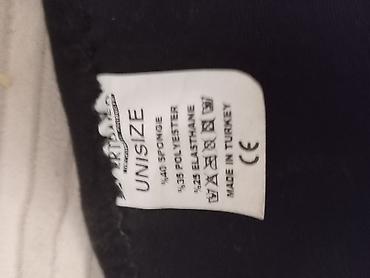 UNISIZE
%40 SPONGE
%35 POLYESTER
%25 ELASTHANE
MADE IN TURKEY
CE